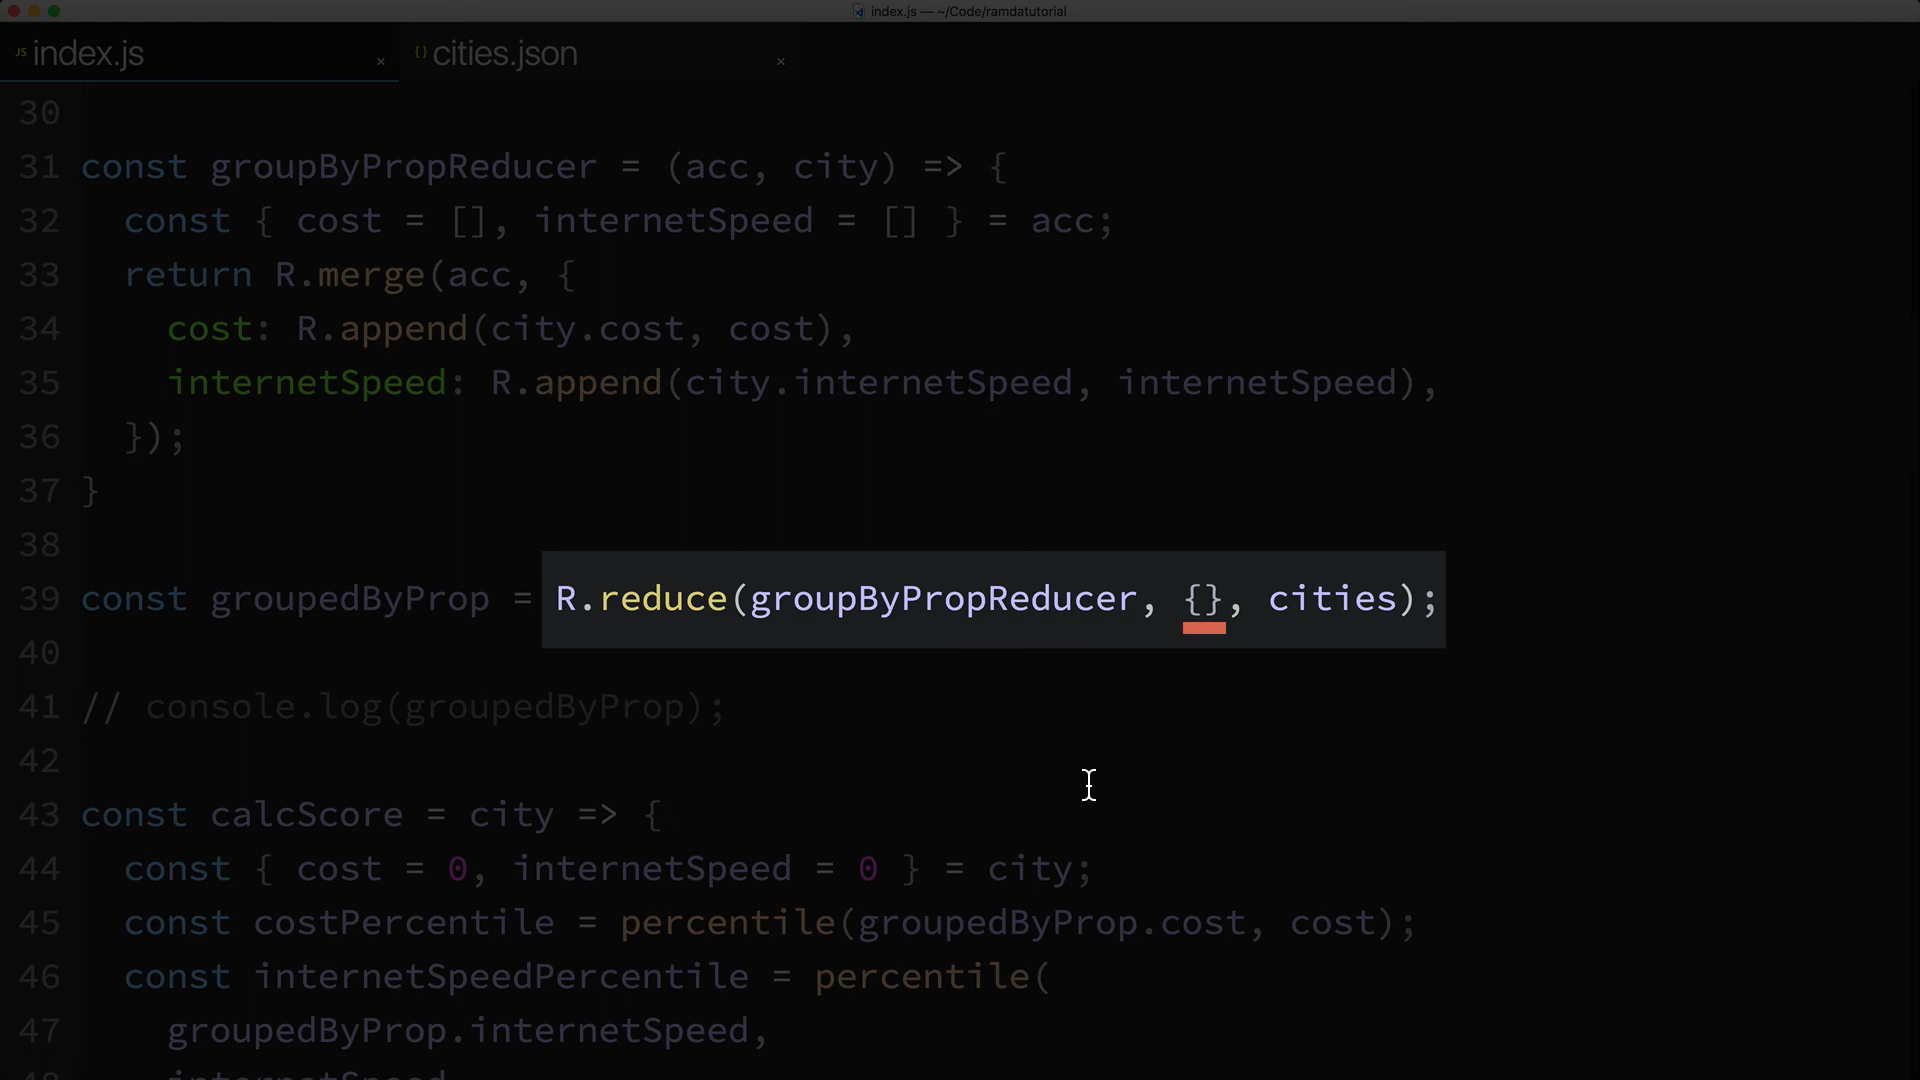 index.js — ~/Code/ramdatutorial
JS index.js × {} cities.json ×
30
31 const groupByPropReducer = (acc, city) => {
32 const { cost = [], internetSpeed = [] } = acc;
33 return R.merge(acc, {
34 cost: R.append(city.cost, cost),
35 internetSpeed: R.append(city.internetSpeed, internetSpeed),
36 });
37 }
38
39 const groupedByProp = R.reduce(groupByPropReducer, {}, cities);
40
41 // console.log(groupedByProp);
42
43 const calcScore = city => {
44 const { cost = 0, internetSpeed = 0 } = city;
45 const costPercentile = percentile(groupedByProp.cost, cost);
46 const internetSpeedPercentile = percentile(
47 groupedByProp.internetSpeed,
48 internetSpeed